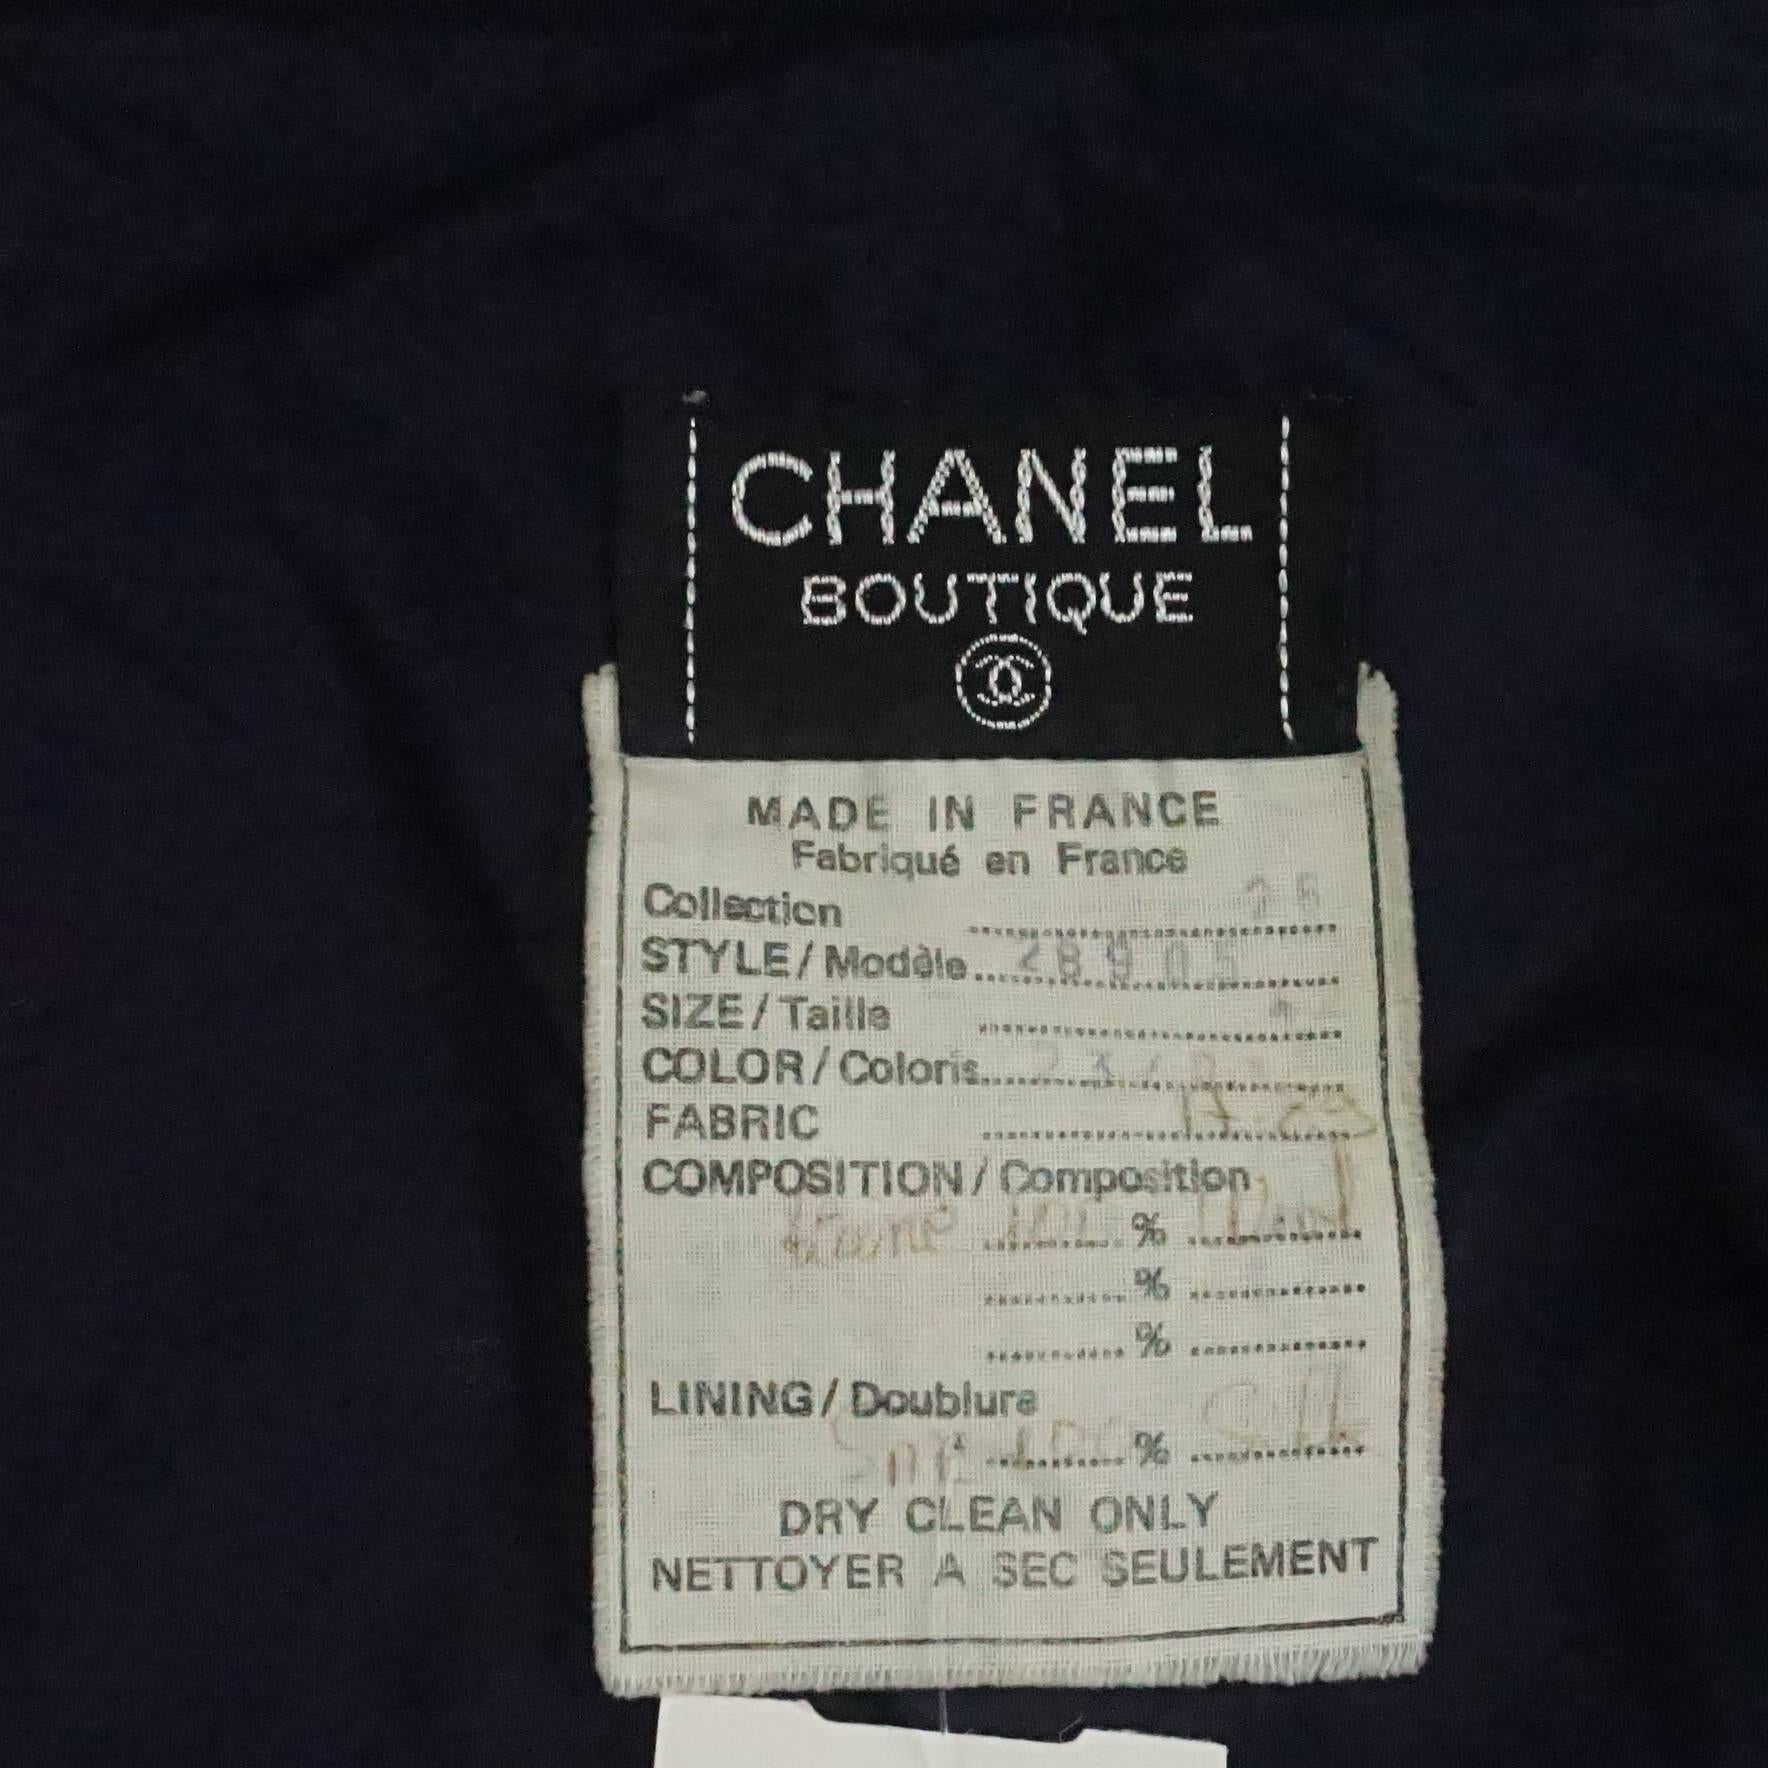 CHANEL
BOUTIQUE
MADE IN FRANCE
Fabriqué en France
Collection
STYLE / Modèle
SIZE / Taille
COLOR / Coloris
FABRIC
COMPOSITION / Composition
%
%
%
LINING / Doublure
% Silk
DRY CLEAN ONLY
NETTOYER A SEC SEULEMENT